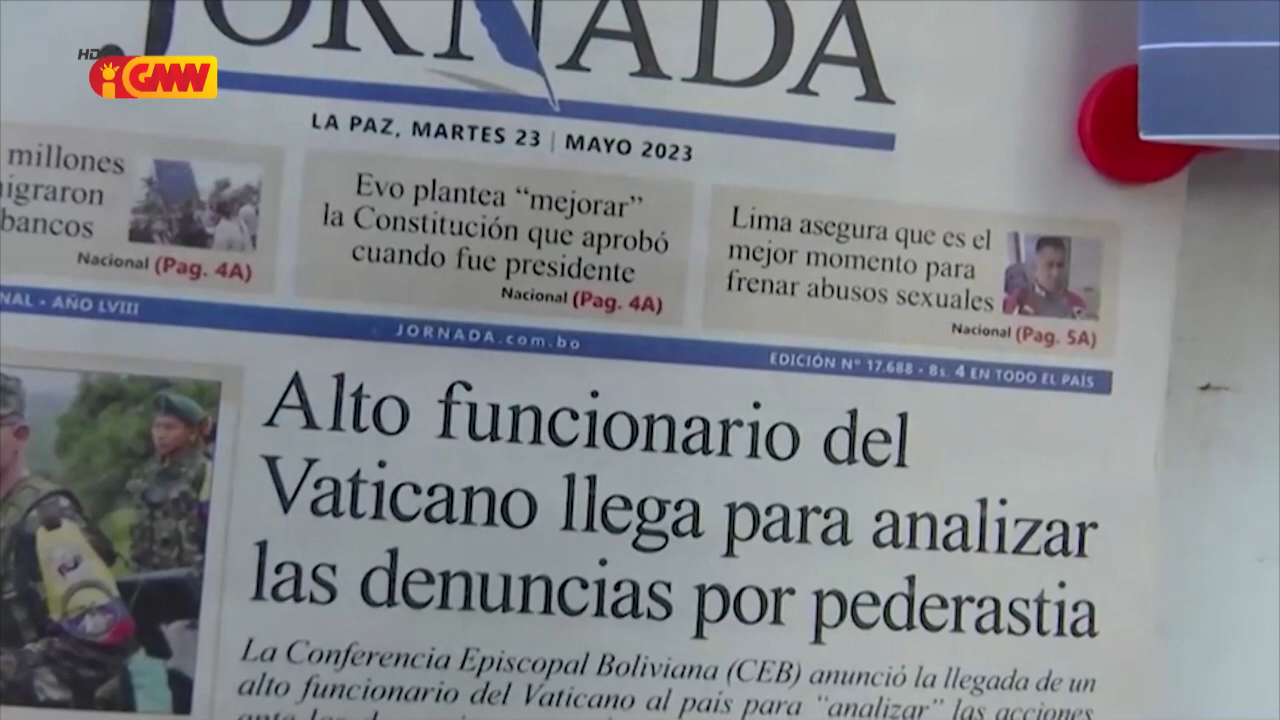 JORNADA
HD
iGMW
LA PAZ, MARTES 23 | MAYO 2023
millones
migraron
bancos
Nacional (Pag. 4A)
Evo plantea “mejorar”
la Constitución que aprobó
cuando fue presidente
Nacional (Pag. 4A)
Lima asegura que es el
mejor momento para
frenar abusos sexuales
Nacional (Pag. 5A)
NAL • AÑO LVIII
JORNADA.com.bo
EDICIÓN N° 17.688 • Bs. 4 EN TODO EL PAÍS
Alto funcionario del
Vaticano llega para analizar
las denuncias por pederastia
La Conferencia Episcopal Boliviana (CEB) anunció la llegada de un
alto funcionario del Vaticano al país para “analizar” las acciones